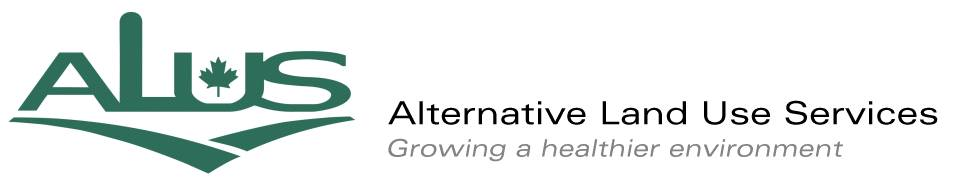 ALUS
Alternative Land Use Services
Growing a healthier environment